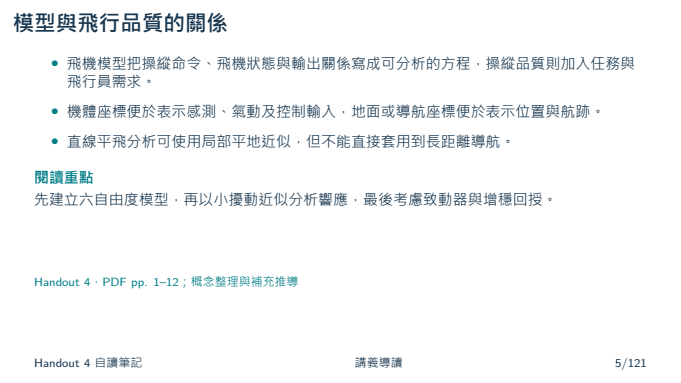 模型與飛行品質的關係
• 飛機模型把操縱命令、飛機狀態與輸出關係寫成可分析的方程，操縱品質則加入任務與
飛行員需求。
• 機體座標便於表示感測、氣動及控制輸入，地面或導航座標便於表示位置與航跡。
• 直線平飛分析可使用局部平地近似，但不能直接套用到長距離導航。
閱讀重點
先建立六自由度模型，再以小擾動近似分析響應，最後考慮致動器與增穩回授。
Handout 4 · PDF pp. 1–12；概念整理與補充推導
Handout 4 自讀筆記
講義導讀
5/121